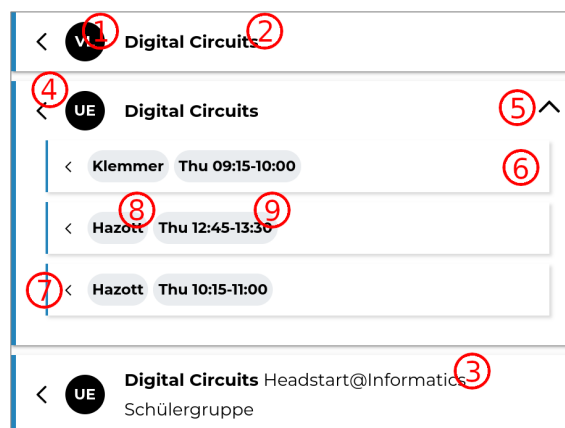 1 2
VL Digital Circuits
4 5
UE Digital Circuits
6
Klemmer Thu 09:15-10:00
8 9
Hazott Thu 12:45-13:30
7
Hazott Thu 10:15-11:00
3
UE Digital Circuits Headstart@Informatics
Schülergruppe